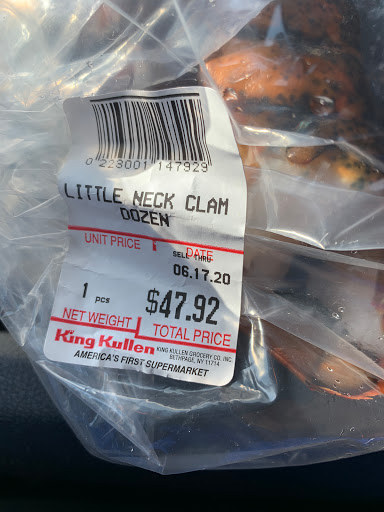 0 223001 147929
LITTLE NECK CLAM
DOZEN
UNIT PRICE DATE
SELL THRU
06.17.20
1 pcs $47.92
NET WEIGHT TOTAL PRICE
King Kullen KING KULLEN GROCERY CO. INC.
BETHPAGE, NY 11714
AMERICA'S FIRST SUPERMARKET